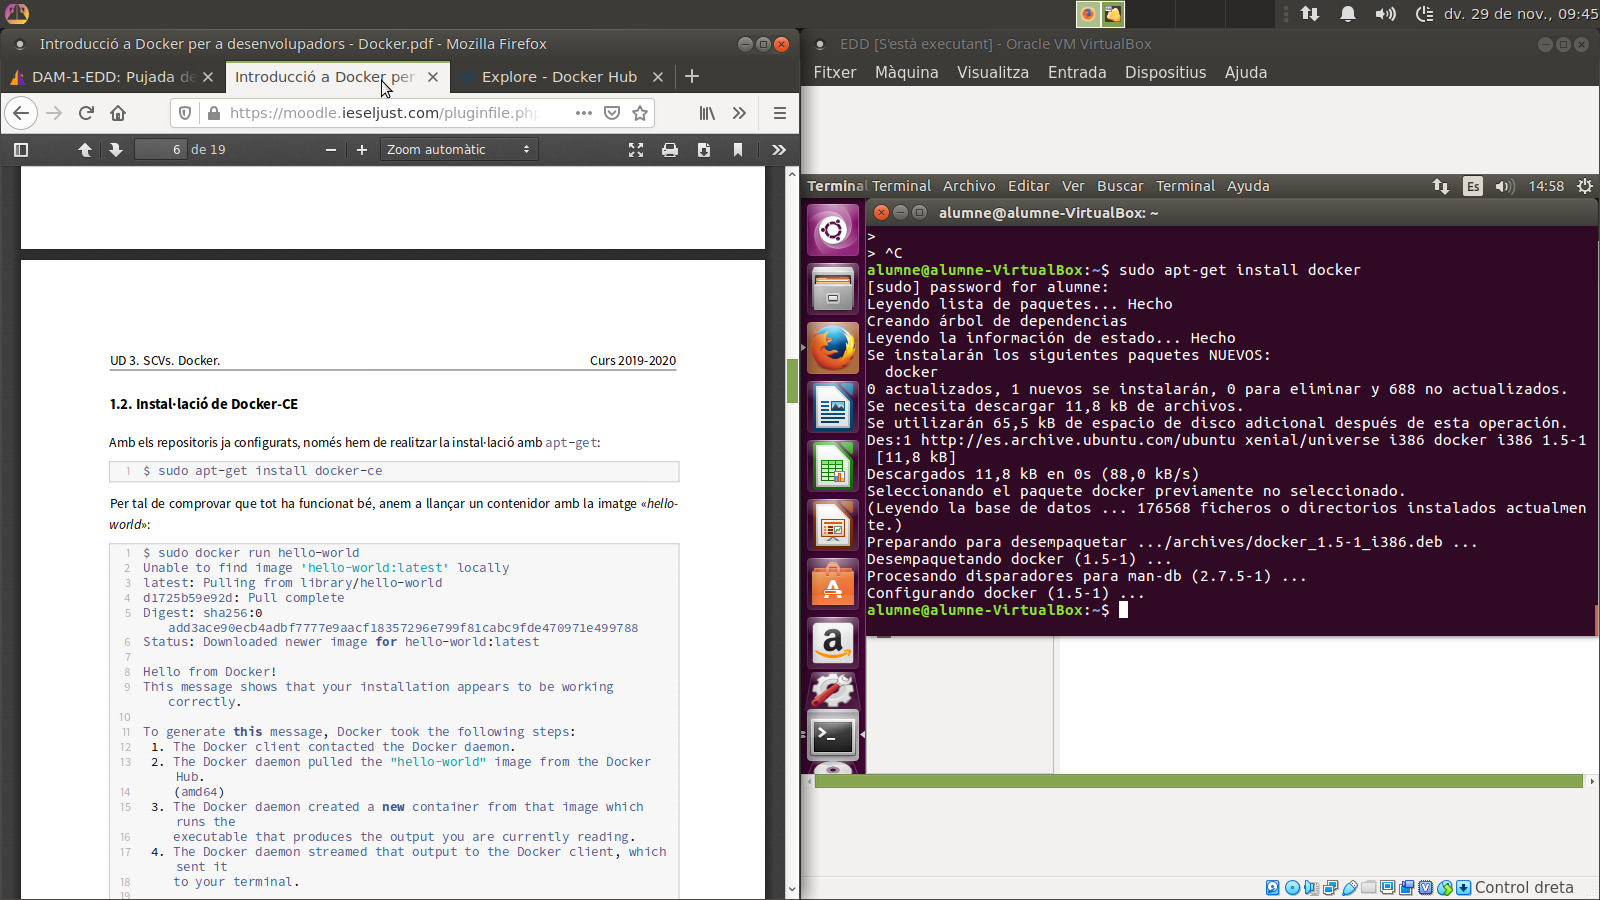 dv. 29 de nov., 09:45
Introducció a Docker per a desenvolupadors - Docker.pdf - Mozilla Firefox
DAM-1-EDD: Pujada de
Introducció a Docker per
Explore - Docker Hub
https://moodle.ieseljust.com/pluginfile.php
6 de 19
Zoom automàtic
UD 3. SCVs. Docker.
Curs 2019-2020
1.2. Instal·lació de Docker-CE
Amb els repositoris ja configurats, només hem de realitzar la instal·lació amb apt-get:
1 $ sudo apt-get install docker-ce
Per tal de comprovar que tot ha funcionat bé, anem a llançar un contenidor amb la imatge «hello-
world»:
1 $ sudo docker run hello-world
2 Unable to find image 'hello-world:latest' locally
3 latest: Pulling from library/hello-world
4 d1725b59e92d: Pull complete
5 Digest: sha256:0
add3ace90ecb4adbf7777e9aacf18357296e799f81cabc9fde470971e499788
6 Status: Downloaded newer image for hello-world:latest
7
8 Hello from Docker!
9 This message shows that your installation appears to be working
correctly.
10
11 To generate this message, Docker took the following steps:
12 1. The Docker client contacted the Docker daemon.
13 2. The Docker daemon pulled the "hello-world" image from the Docker
Hub.
14 (amd64)
15 3. The Docker daemon created a new container from that image which
runs the
16 executable that produces the output you are currently reading.
17 4. The Docker daemon streamed that output to the Docker client, which
sent it
18 to your terminal.
19
EDD [S'està executant] - Oracle VM VirtualBox
Fitxer Màquina Visualitza Entrada Dispositius Ajuda
Terminal Terminal Archivo Editar Ver Buscar Terminal Ayuda
Es 14:58
alumne@alumne-VirtualBox: ~
>
> ^C
alumne@alumne-VirtualBox:~$ sudo apt-get install docker
[sudo] password for alumne:
Leyendo lista de paquetes... Hecho
Creando árbol de dependencias
Leyendo la información de estado... Hecho
Se instalarán los siguientes paquetes NUEVOS:
docker
0 actualizados, 1 nuevos se instalarán, 0 para eliminar y 688 no actualizados.
Se necesita descargar 11,8 kB de archivos.
Se utilizarán 65,5 kB de espacio de disco adicional después de esta operación.
Des:1 http://es.archive.ubuntu.com/ubuntu xenial/universe i386 docker i386 1.5-1
[11,8 kB]
Descargados 11,8 kB en 0s (88,0 kB/s)
Seleccionando el paquete docker previamente no seleccionado.
(Leyendo la base de datos ... 176568 ficheros o directorios instalados actualmen
te.)
Preparando para desempaquetar .../archives/docker_1.5-1_i386.deb ...
Desempaquetando docker (1.5-1) ...
Procesando disparadores para man-db (2.7.5-1) ...
Configurando docker (1.5-1) ...
alumne@alumne-VirtualBox:~$
Control dreta